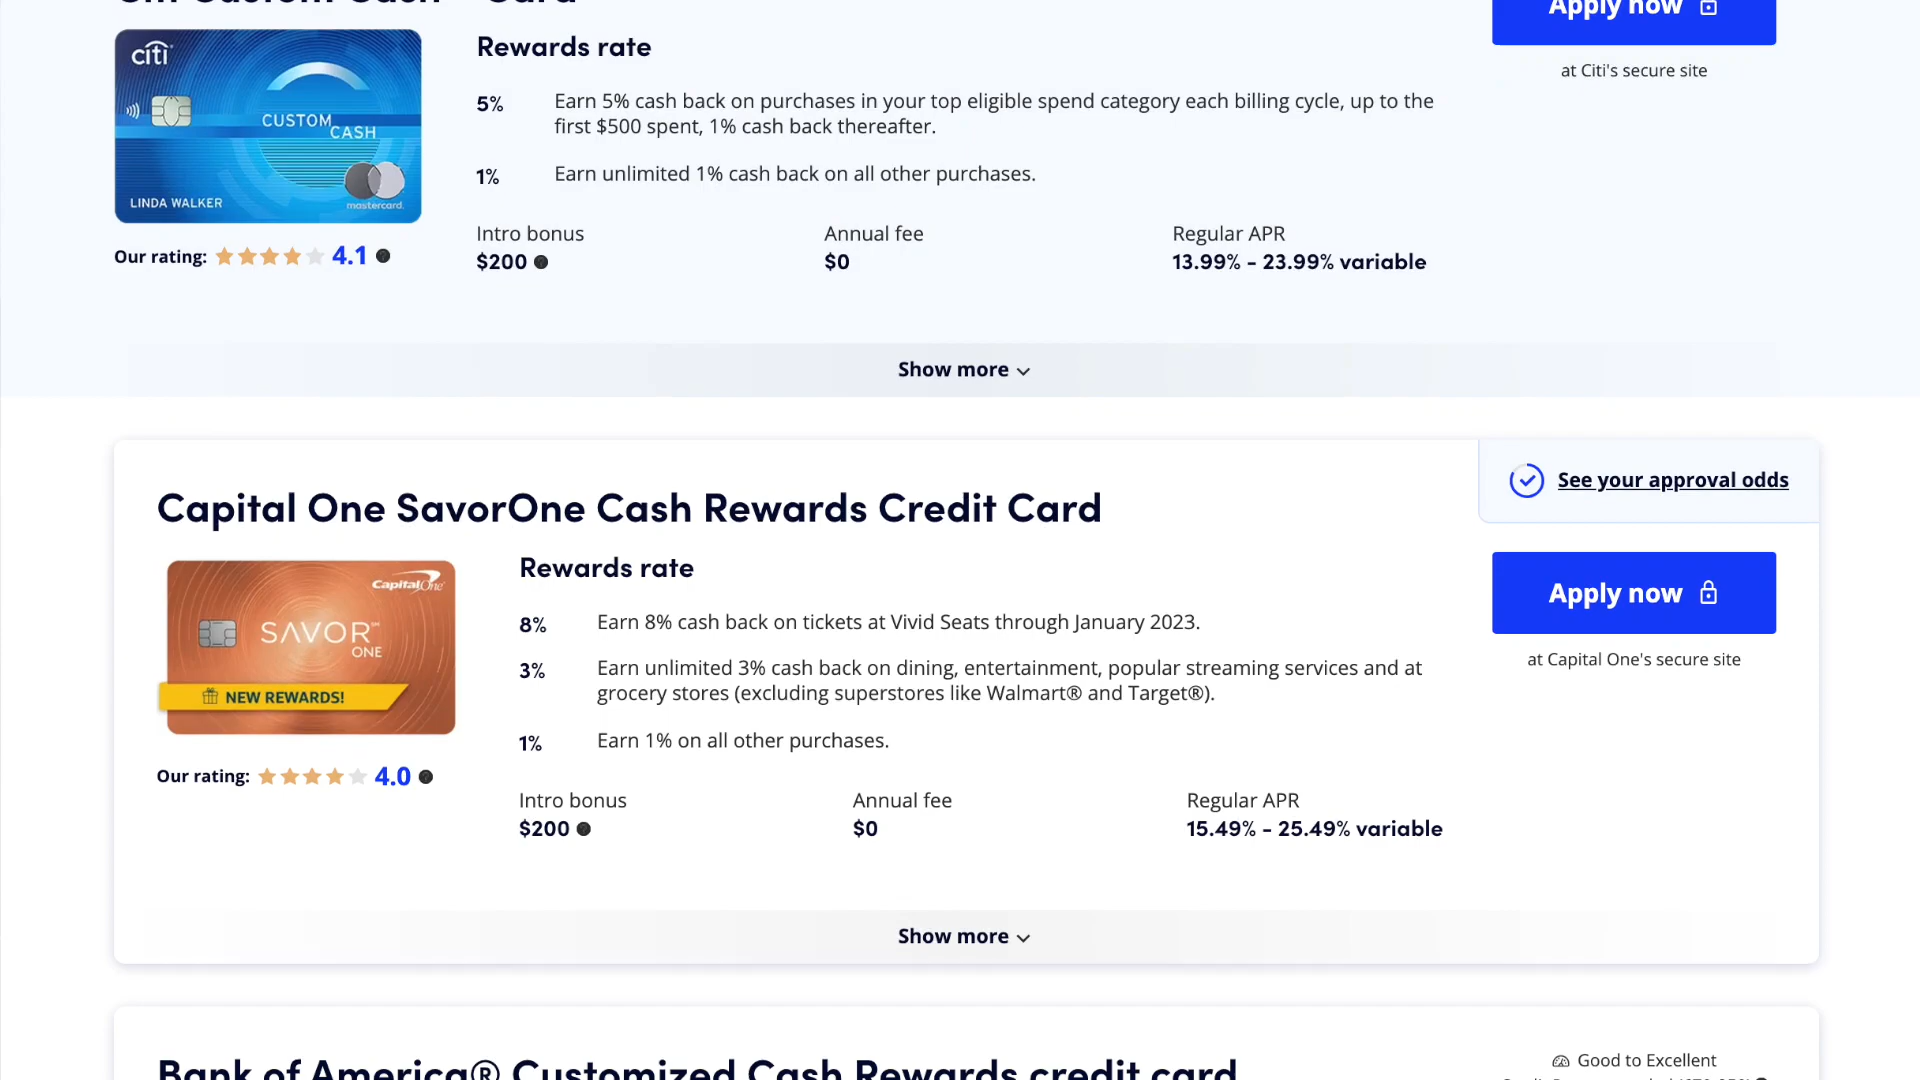 Citi Custom Cash℠ Card
Apply now
citi
CUSTOM
CASH
LINDA WALKER
mastercard.
Our rating: 4.1
Rewards rate
5% Earn 5% cash back on purchases in your top eligible spend category each billing cycle, up to the
first $500 spent, 1% cash back thereafter.
1% Earn unlimited 1% cash back on all other purchases.
Intro bonus
$200
Annual fee
$0
Regular APR
13.99% - 23.99% variable
at Citi's secure site
Show more
Capital One SavorOne Cash Rewards Credit Card
See your approval odds
Capital One
SAVOR℠
ONE
NEW REWARDS!
Our rating: 4.0
Rewards rate
8% Earn 8% cash back on tickets at Vivid Seats through January 2023.
3% Earn unlimited 3% cash back on dining, entertainment, popular streaming services and at
grocery stores (excluding superstores like Walmart® and Target®).
1% Earn 1% on all other purchases.
Intro bonus
$200
Annual fee
$0
Regular APR
15.49% - 25.49% variable
Apply now
at Capital One's secure site
Show more
Bank of America® Customized Cash Rewards credit card
Good to Excellent